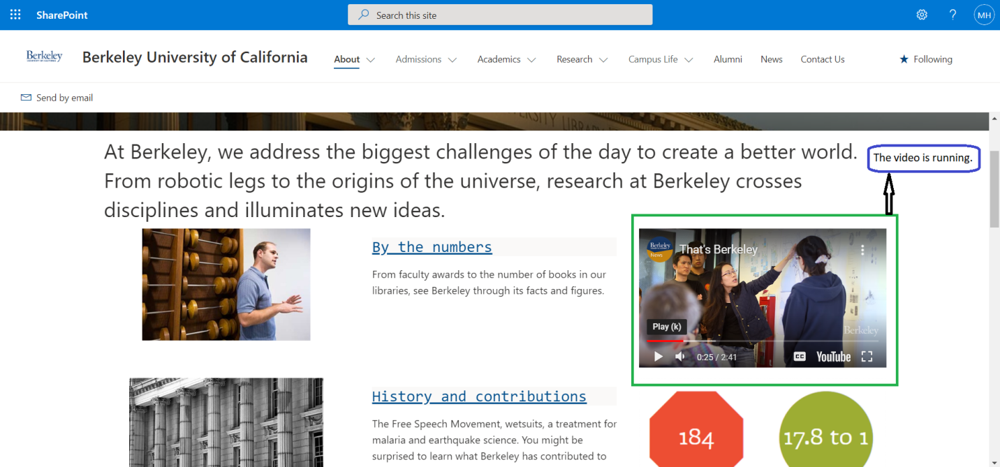 SharePoint
Search this site
MH
Berkeley
UNIVERSITY OF CALIFORNIA
Berkeley University of California
About
Admissions
Academics
Research
Campus Life
Alumni
News
Contact Us
Following
Send by email
UNIVERSITY LIBRARY
At Berkeley, we address the biggest challenges of the day to create a better world.
From robotic legs to the origins of the universe, research at Berkeley crosses
disciplines and illuminates new ideas.
The video is running.
By the numbers
From faculty awards to the number of books in our
libraries, see Berkeley through its facts and figures.
Berkeley
News
That's Berkeley
Berkeley
Play (k)
0:25 / 2:41
CC
YouTube
History and contributions
The Free Speech Movement, wetsuits, a treatment for
malaria and earthquake science. You might be
surprised to learn what Berkeley has contributed to
184
17.8 to 1